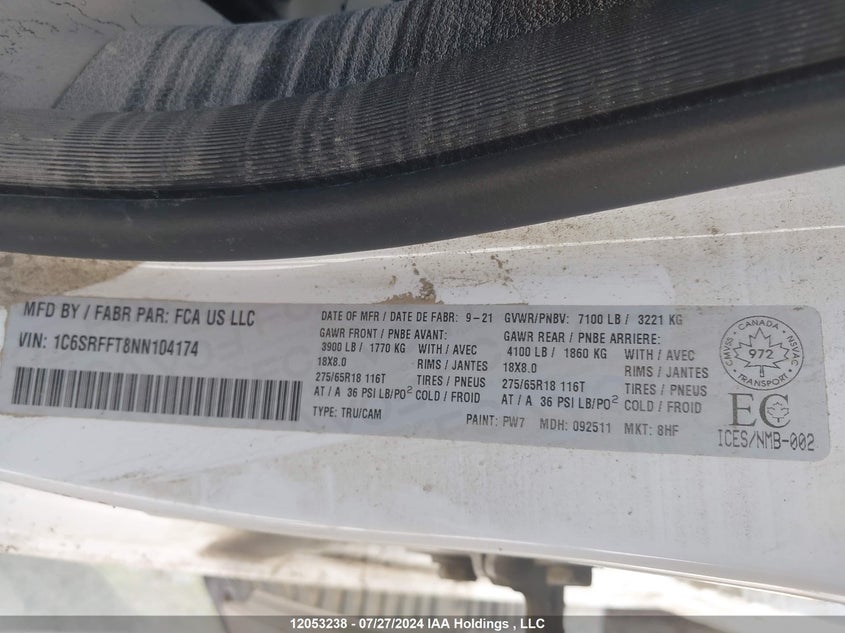 MFD BY / FABR PAR: FCA US LLC
VIN: 1C6SRFFT8NN104174
DATE OF MFR / DATE DE FABR: 9-21 GVWR/PNBV: 7100 LB / 3221 KG
GAWR FRONT / PNBE AVANT:
3900 LB / 1770 KG WITH / AVEC
18X8.0 RIMS / JANTES
275/65R18 116T TIRES / PNEUS
AT / A 36 PSI LB/PO² COLD / FROID
TYPE: TRU/CAM
GAWR REAR / PNBE ARRIERE:
4100 LB / 1860 KG WITH / AVEC
18X8.0 RIMS / JANTES
275/65R18 116T TIRES / PNEUS
AT / A 36 PSI LB/PO² COLD / FROID
PAINT: PW7 MDH: 092511 MKT: 8HF
CANADA
CMVSS 972 NSVAC
TRANSPORT
EC
ICES/NMB-002
12053238 - 07/27/2024 IAA Holdings , LLC